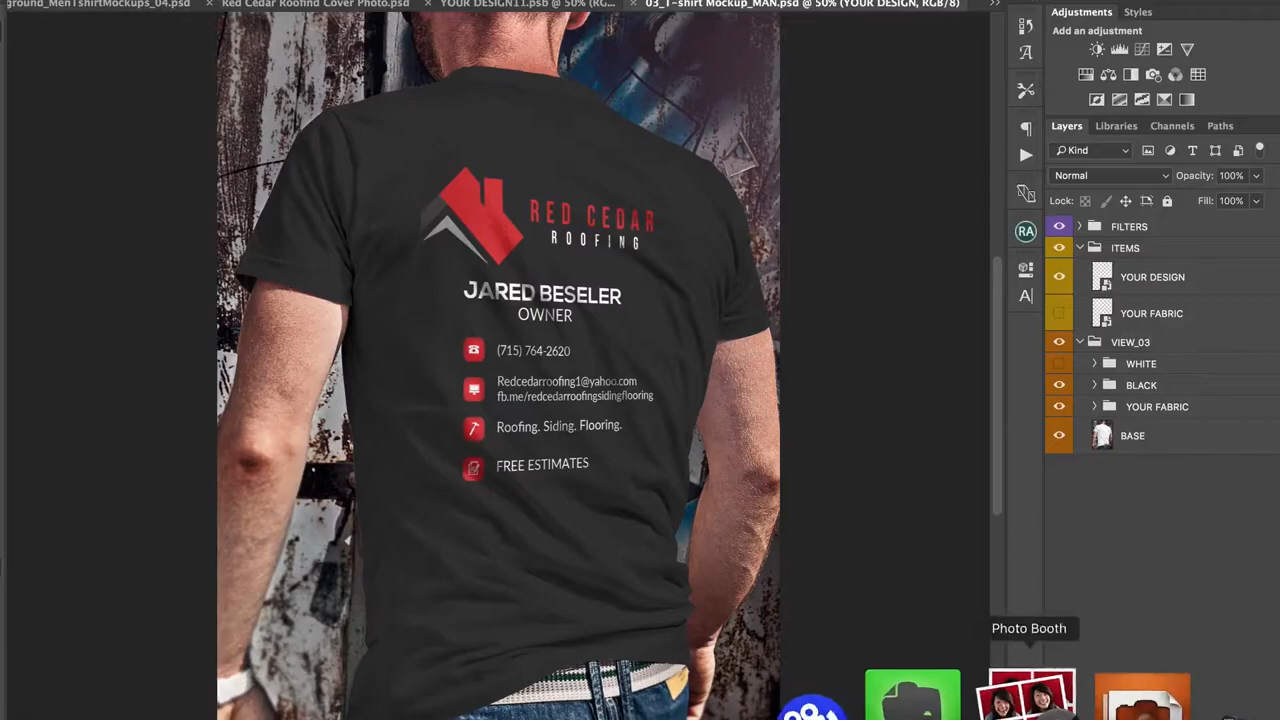 ground_MenTshirtMockups_04.psd
Red Cedar Roofind Cover Photo.psd
YOUR DESIGN11.psb @ 50% (RG...
03_T-shirt Mockup_MAN.psd @ 50% (YOUR DESIGN, RGB/8)
Adjustments
Styles
Add an adjustment
Layers
Libraries
Channels
Paths
Kind
Normal
Opacity: 100%
Lock:
Fill: 100%
FILTERS
ITEMS
YOUR DESIGN
YOUR FABRIC
VIEW_03
WHITE
BLACK
YOUR FABRIC
BASE
RA
RED CEDAR
ROOFING
JARED BESELER
OWNER
(715) 764-2620
Redcedarroofing1@yahoo.com
fb.me/redcedarroofingsidingflooring
Roofing. Siding. Flooring.
FREE ESTIMATES
Photo Booth